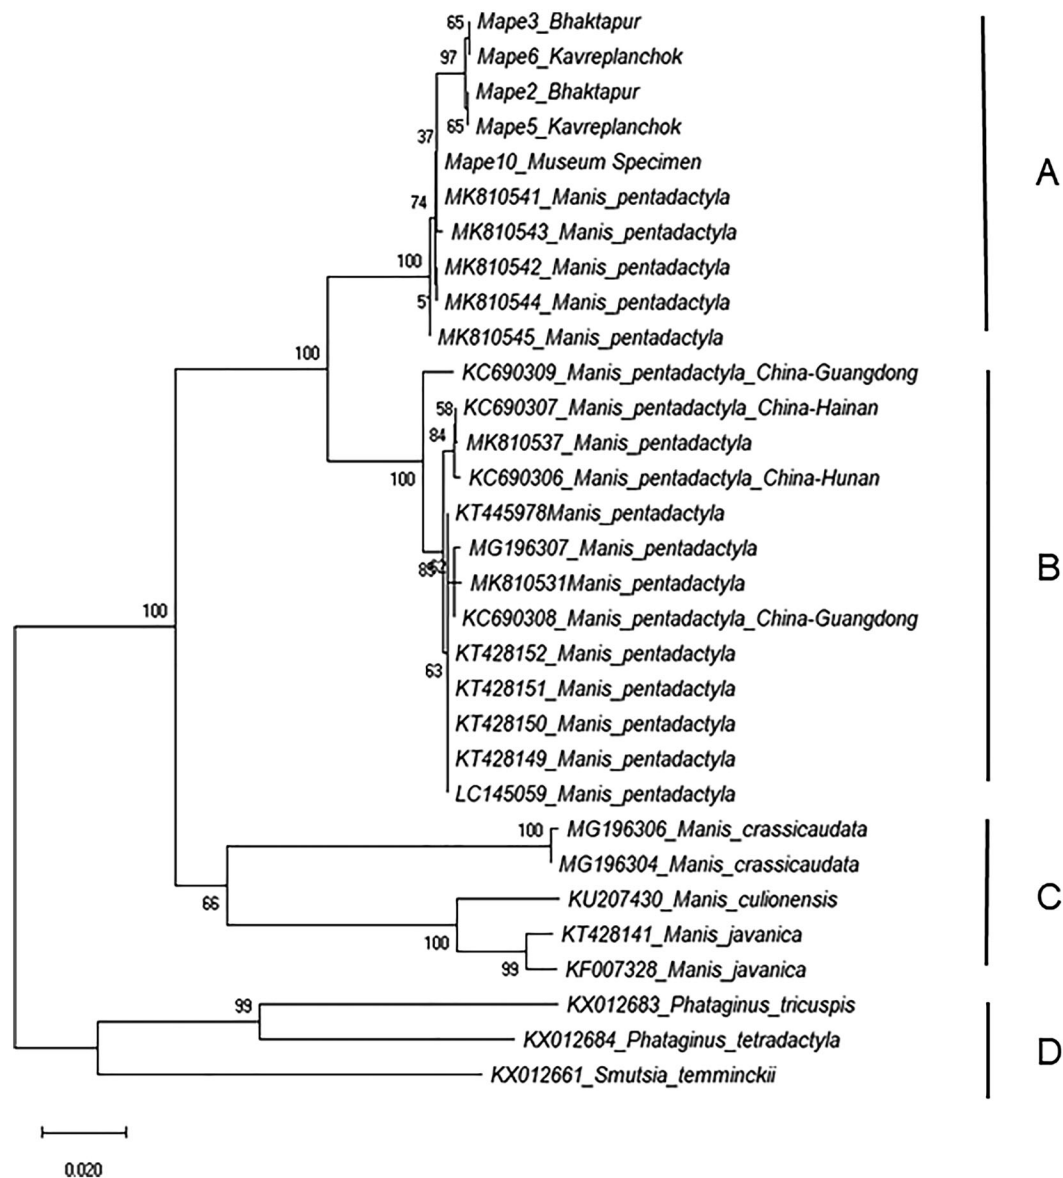 65 Mape3_Bhaktapur
97 Mape6_Kavreplanchok
Mape2_Bhaktapur
65 Mape5_Kavreplanchok
37
Mape10_Museum Specimen
A
74 MK810541_Manis_pentadactyla
MK810543_Manis_pentadactyla
100 MK810542_Manis_pentadactyla
MK810544_Manis_pentadactyla
MK810545_Manis_pentadactyla
100
KC690309_Manis_pentadactyla_China-Guangdong
58 KC690307_Manis_pentadactyla_China-Hainan
84 MK810537_Manis_pentadactyla
100 KC690306_Manis_pentadactyla_China-Hunan
KT445978Manis_pentadactyla
MG196307_Manis_pentadactyla
B
MK810531Manis_pentadactyla
100
KC690308_Manis_pentadactyla_China-Guangdong
KT428152_Manis_pentadactyla
63
KT428151_Manis_pentadactyla
KT428150_Manis_pentadactyla
KT428149_Manis_pentadactyla
LC145059_Manis_pentadactyla
100 MG196306_Manis_crassicaudata
MG196304_Manis_crassicaudata
66 KU207430_Manis_culionensis
C
100 KT428141_Manis_javanica
99 KF007328_Manis_javanica
99 KX012683_Phataginus_tricuspis
KX012684_Phataginus_tetradactyla
D
KX012661_Smutsia_temminckii
0.020